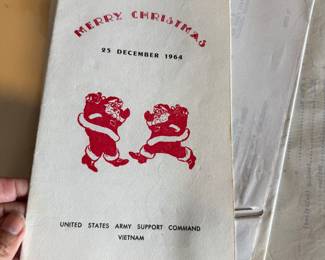 MERRY CHRISTMAS
25 DECEMBER 1964
UNITED STATES ARMY SUPPORT COMMAND
VIETNAM